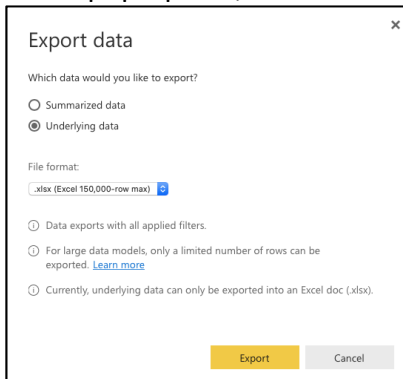 Export data
Which data would you like to export?
Summarized data
Underlying data
File format:
.xlsx (Excel 150,000-row max)
Data exports with all applied filters.
For large data models, only a limited number of rows can be
exported. Learn more
Currently, underlying data can only be exported into an Excel doc (.xlsx).
Export Cancel